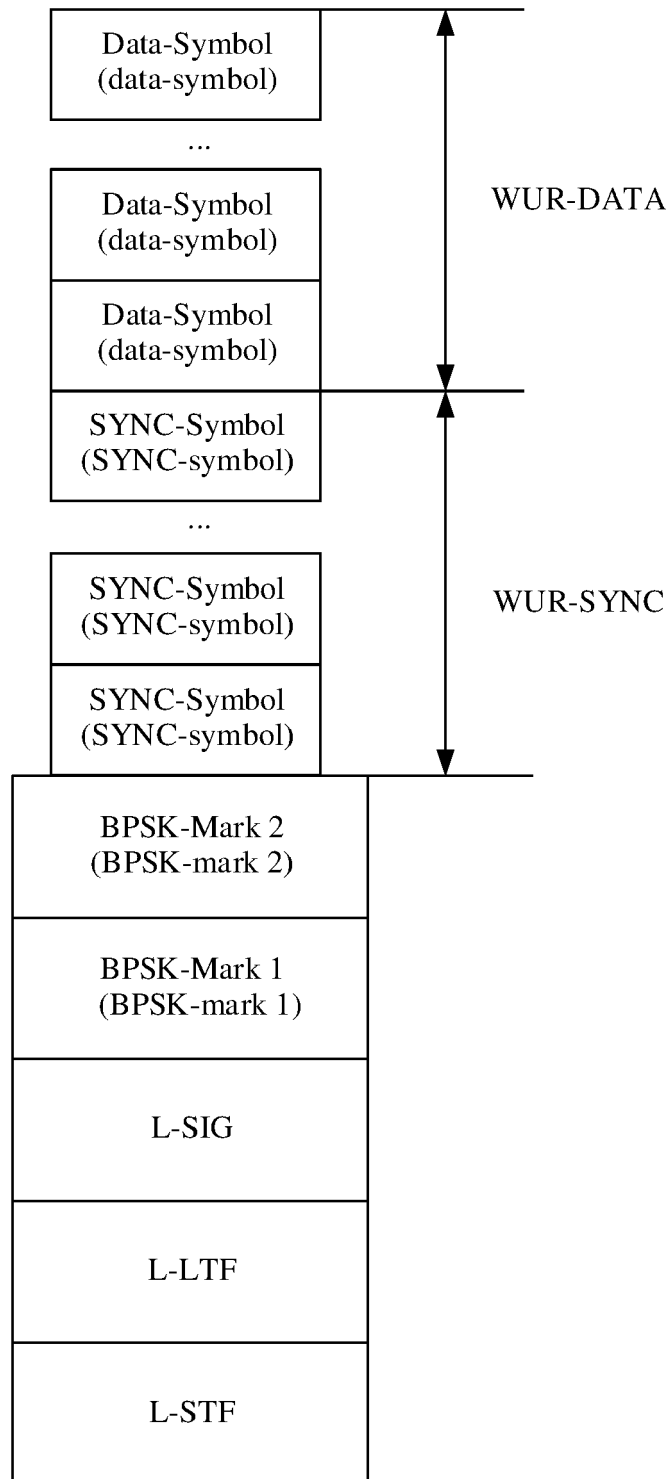 Data-Symbol
(data-symbol)
...
Data-Symbol
(data-symbol)
WUR-DATA
Data-Symbol
(data-symbol)
SYNC-Symbol
(SYNC-symbol)
...
SYNC-Symbol
(SYNC-symbol)
WUR-SYNC
SYNC-Symbol
(SYNC-symbol)
BPSK-Mark 2
(BPSK-mark 2)
BPSK-Mark 1
(BPSK-mark 1)
L-SIG
L-LTF
L-STF